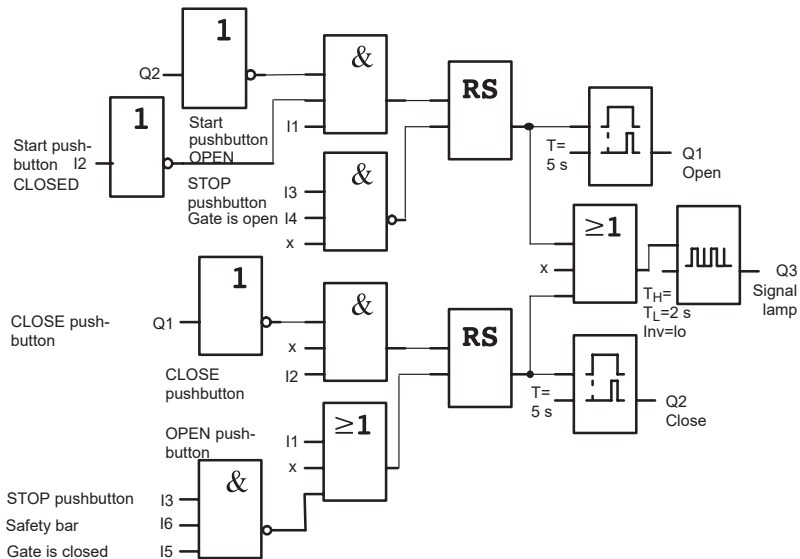 1
&
Q2
RS
1
Start
pushbutton
OPEN
I1
Start push-
button I2
CLOSED
T=
5 s
Q1
Open
STOP
pushbutton
Gate is open
&
I3
I4
x
≥1
x
Q3
Signal
lamp
TH=
TL=2 s
Inv=lo
1
&
RS
CLOSE push-
button
Q1
x
I2
CLOSE
pushbutton
T=
5 s
Q2
Close
≥1
OPEN push-
button
I1
x
&
STOP pushbutton I3
Safety bar I6
Gate is closed I5